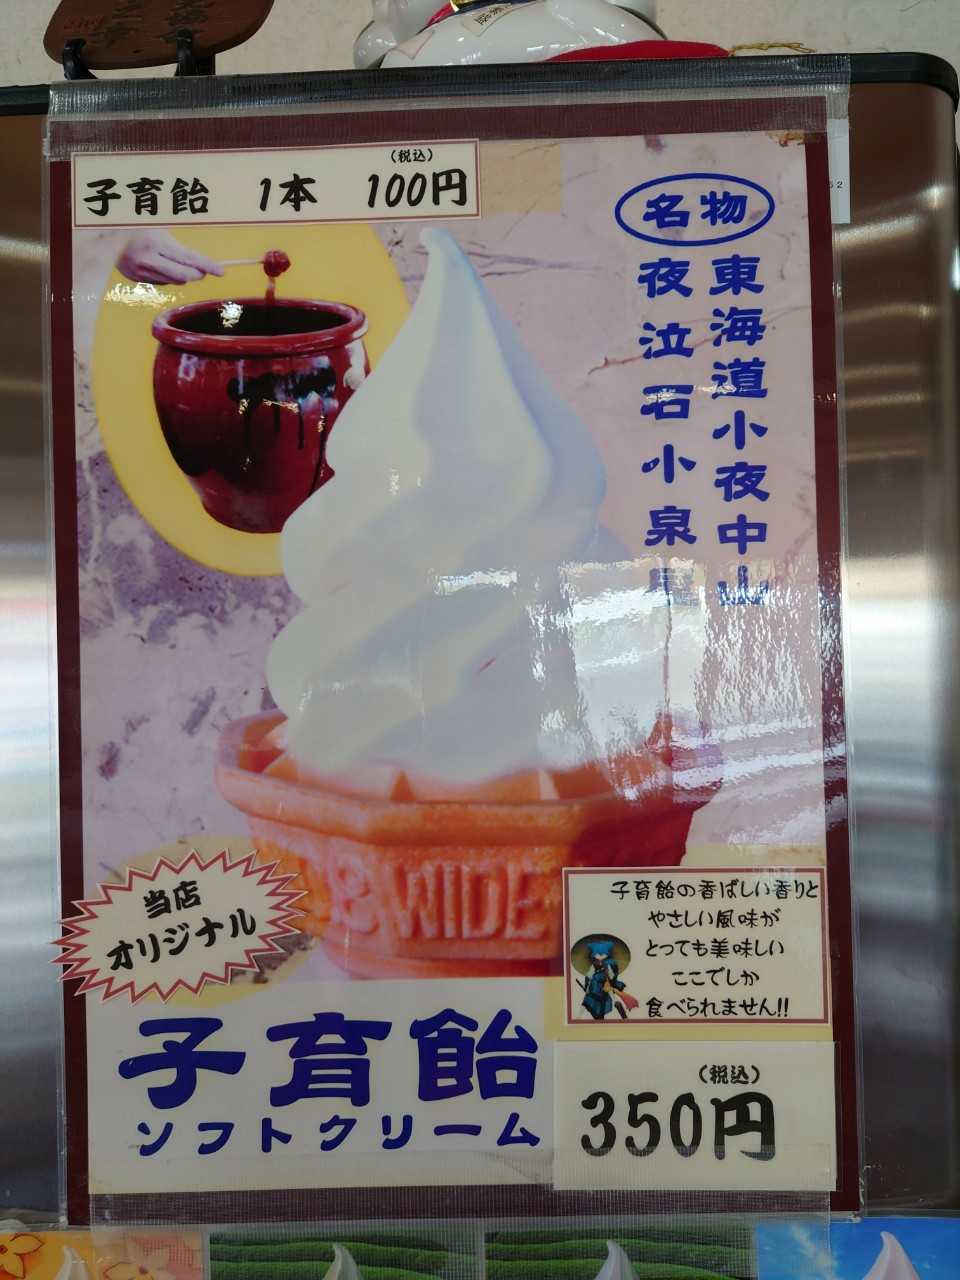 (税込)
子育飴 1本 100円
名物
東海道小夜中山
夜泣石小泉屋
WIDE
当店
オリジナル
子育飴の香ばしい香りと
やさしい風味が
とっても美味しい
ここでしか
食べられません!!
子育飴
ソフトクリーム
(税込)
350円